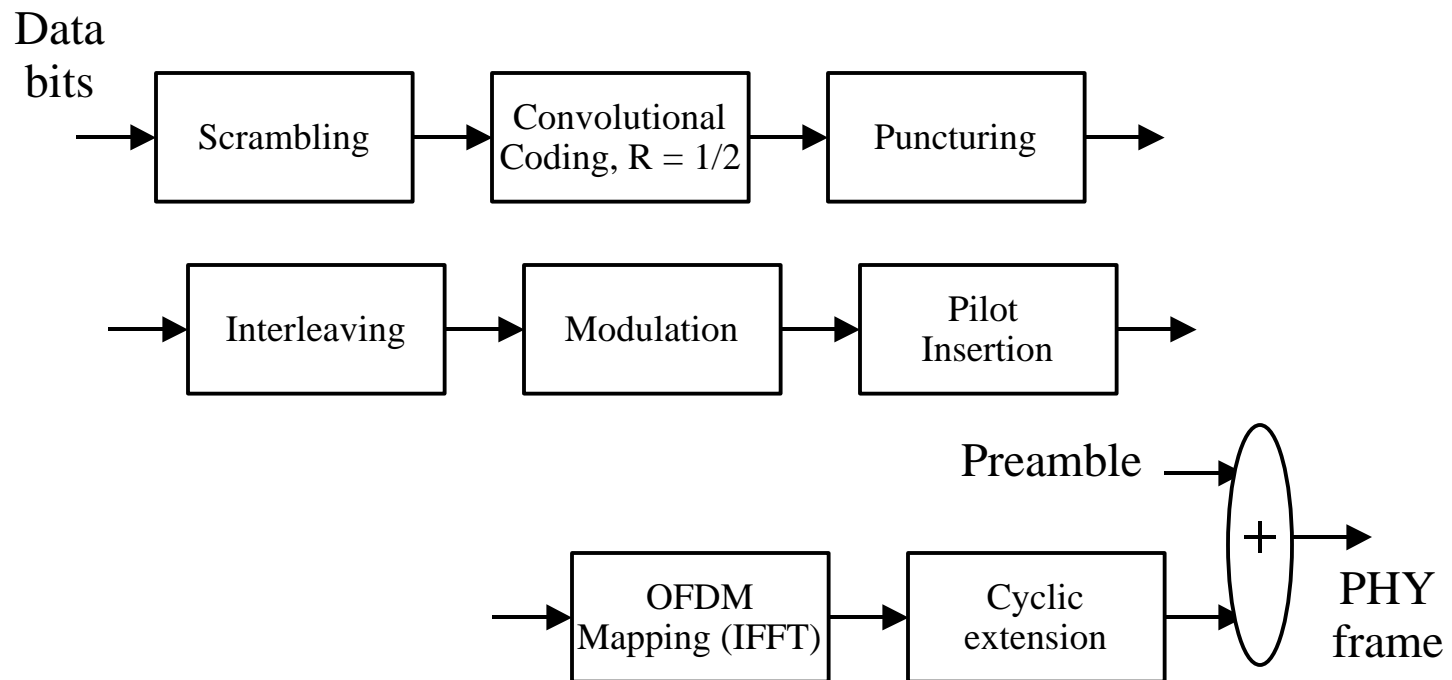 Data
bits
Scrambling
Convolutional
Coding, R = 1/2
Puncturing
Interleaving
Modulation
Pilot
Insertion
Preamble
+
OFDM
Mapping (IFFT)
Cyclic
extension
PHY
frame